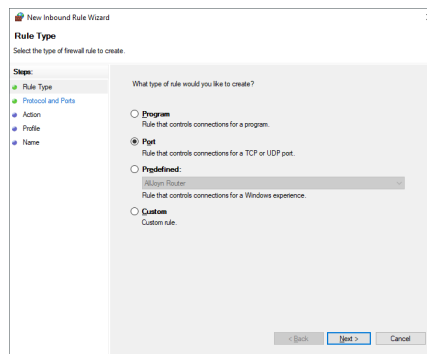 New Inbound Rule Wizard
Rule Type
Select the type of firewall rule to create.
Steps:
Rule Type
Protocol and Ports
Action
Profile
Name
What type of rule would you like to create?
Program
Rule that controls connections for a program.
Port
Rule that controls connections for a TCP or UDP port.
Predefined:
AllJoyn Router
Rule that controls connections for a Windows experience.
Custom
Custom rule.
< Back
Next >
Cancel